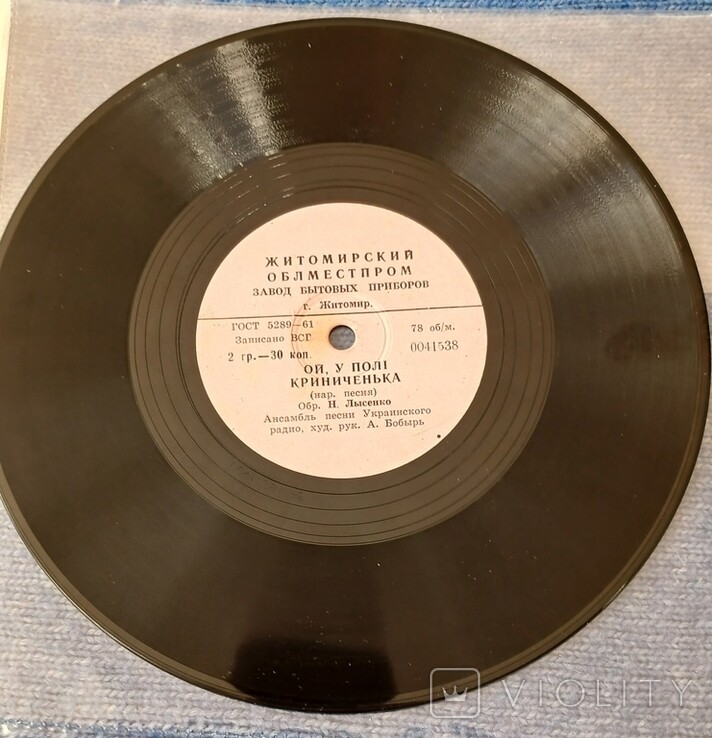 ЖИТОМИРСКИЙ
ОБЛМЕСТПРОМ
ЗАВОД БЫТОВЫХ ПРИБОРОВ
г. Житомир.
ГОСТ 5289—61
78 об/м.
Записано ВСГ
0041538
2 гр.—30 коп.
ОЙ, У ПОЛІ
КРИНИЧЕНЬКА
(нар. песня)
Обр. Н. Лысенко
Ансамбль песни Украинского
радио, худ. рук. А. Бобырь
VIOLITY